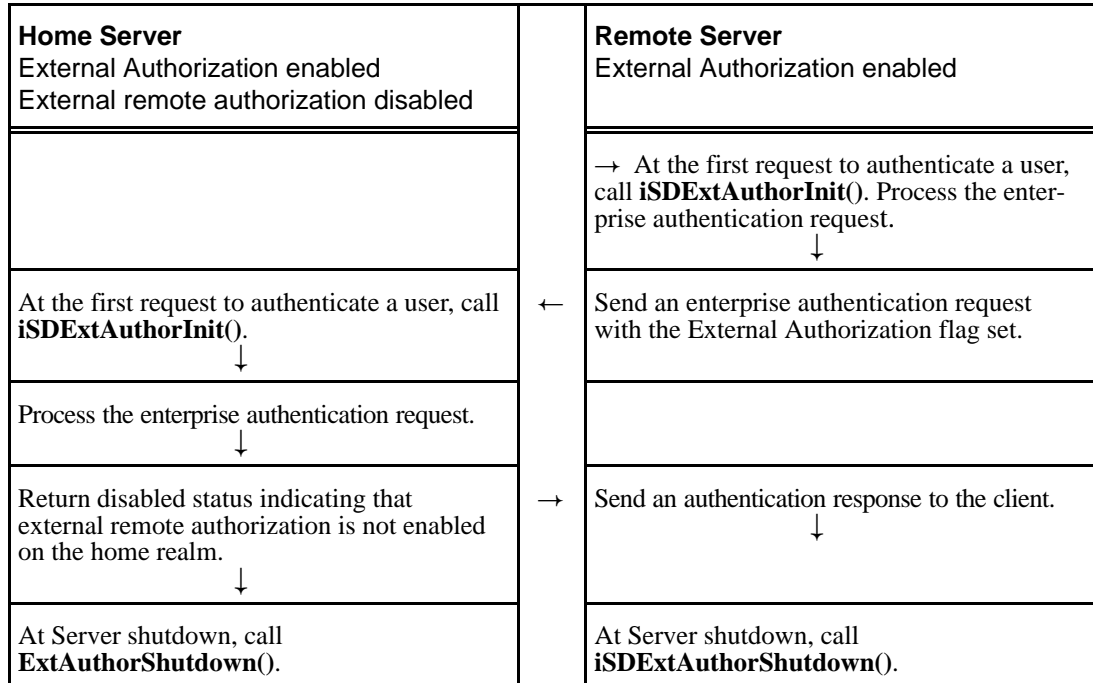 Home Server
External Authorization enabled
External remote authorization disabled
Remote Server
External Authorization enabled
→ At the first request to authenticate a user,
call iSDExtAuthorInit(). Process the enter-
prise authentication request.
↓
At the first request to authenticate a user, call
iSDExtAuthorInit().
↓
←
Send an enterprise authentication request
with the External Authorization flag set.
Process the enterprise authentication request.
↓
Return disabled status indicating that
external remote authorization is not enabled
on the home realm.
↓
→
Send an authentication response to the client.
↓
At Server shutdown, call
ExtAuthorShutdown().
At Server shutdown, call
iSDExtAuthorShutdown().